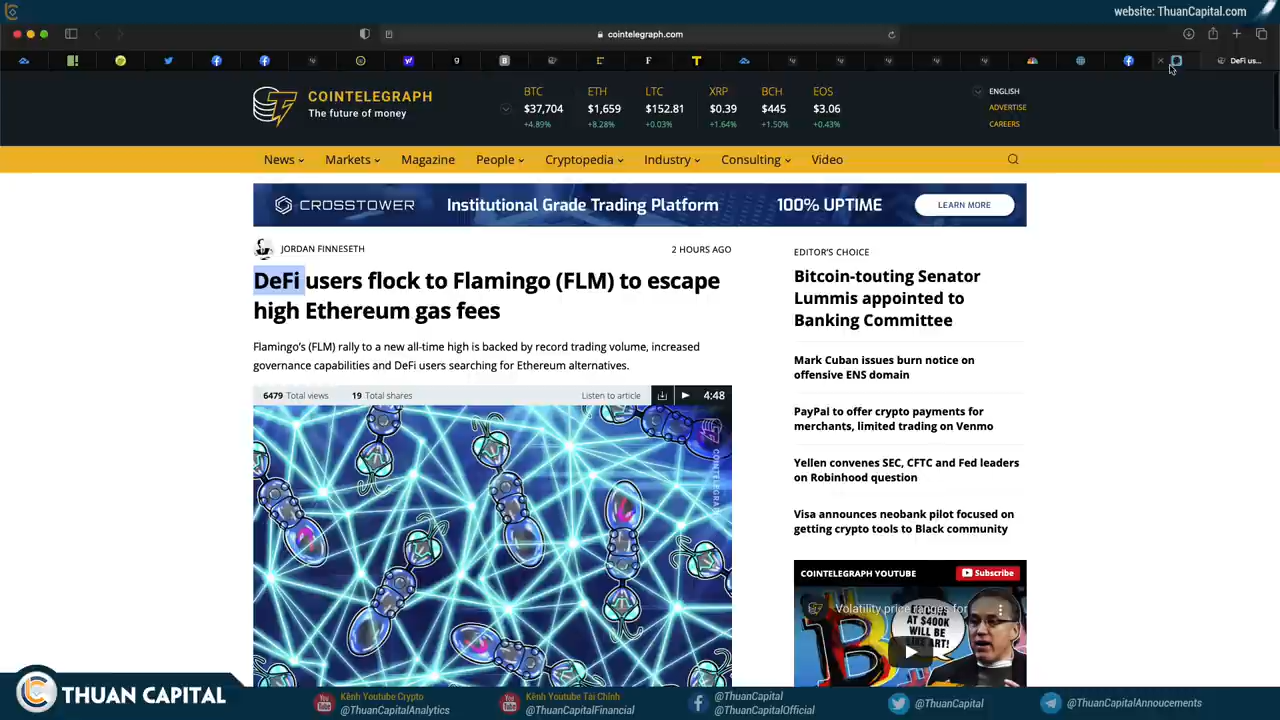 website: ThuanCapital.com
cointelegraph.com
DeFi us...
COINTELEGRAPH
The future of money
BTC ETH LTC XRP BCH EOS
$37,704 $1,659 $152.81 $0.39 $445 $3.06
+4.89% +8.28% +0.03% +1.64% +1.50% +0.43%
ENGLISH
ADVERTISE
CAREERS
News Markets Magazine People Cryptopedia Industry Consulting Video
CROSSTOWER Institutional Grade Trading Platform 100% UPTIME LEARN MORE
JORDAN FINNESETH 2 HOURS AGO
DeFi users flock to Flamingo (FLM) to escape
high Ethereum gas fees
Flamingo's (FLM) rally to a new all-time high is backed by record trading volume, increased
governance capabilities and DeFi users searching for Ethereum alternatives.
6479 Total views 19 Total shares Listen to article 4:48
COINTELEGRAPH
EDITOR'S CHOICE
Bitcoin-touting Senator
Lummis appointed to
Banking Committee
Mark Cuban issues burn notice on
offensive ENS domain
PayPal to offer crypto payments for
merchants, limited trading on Venmo
Yellen convenes SEC, CFTC and Fed leaders
on Robinhood question
Visa announces neobank pilot focused on
getting crypto tools to Black community
COINTELEGRAPH YOUTUBE Subscribe
Volatility price ranges for
AT $400K
WILL BE
LIKE ART!
THUAN CAPITAL
Kênh Youtube Crypto
@ThuanCapitalAnalytics
Kênh Youtube Tài Chính
@ThuanCapitalFinancial
@ThuanCapital
@ThuanCapitalOfficial
@ThuanCapital
@ThuanCapitalAnnoucements